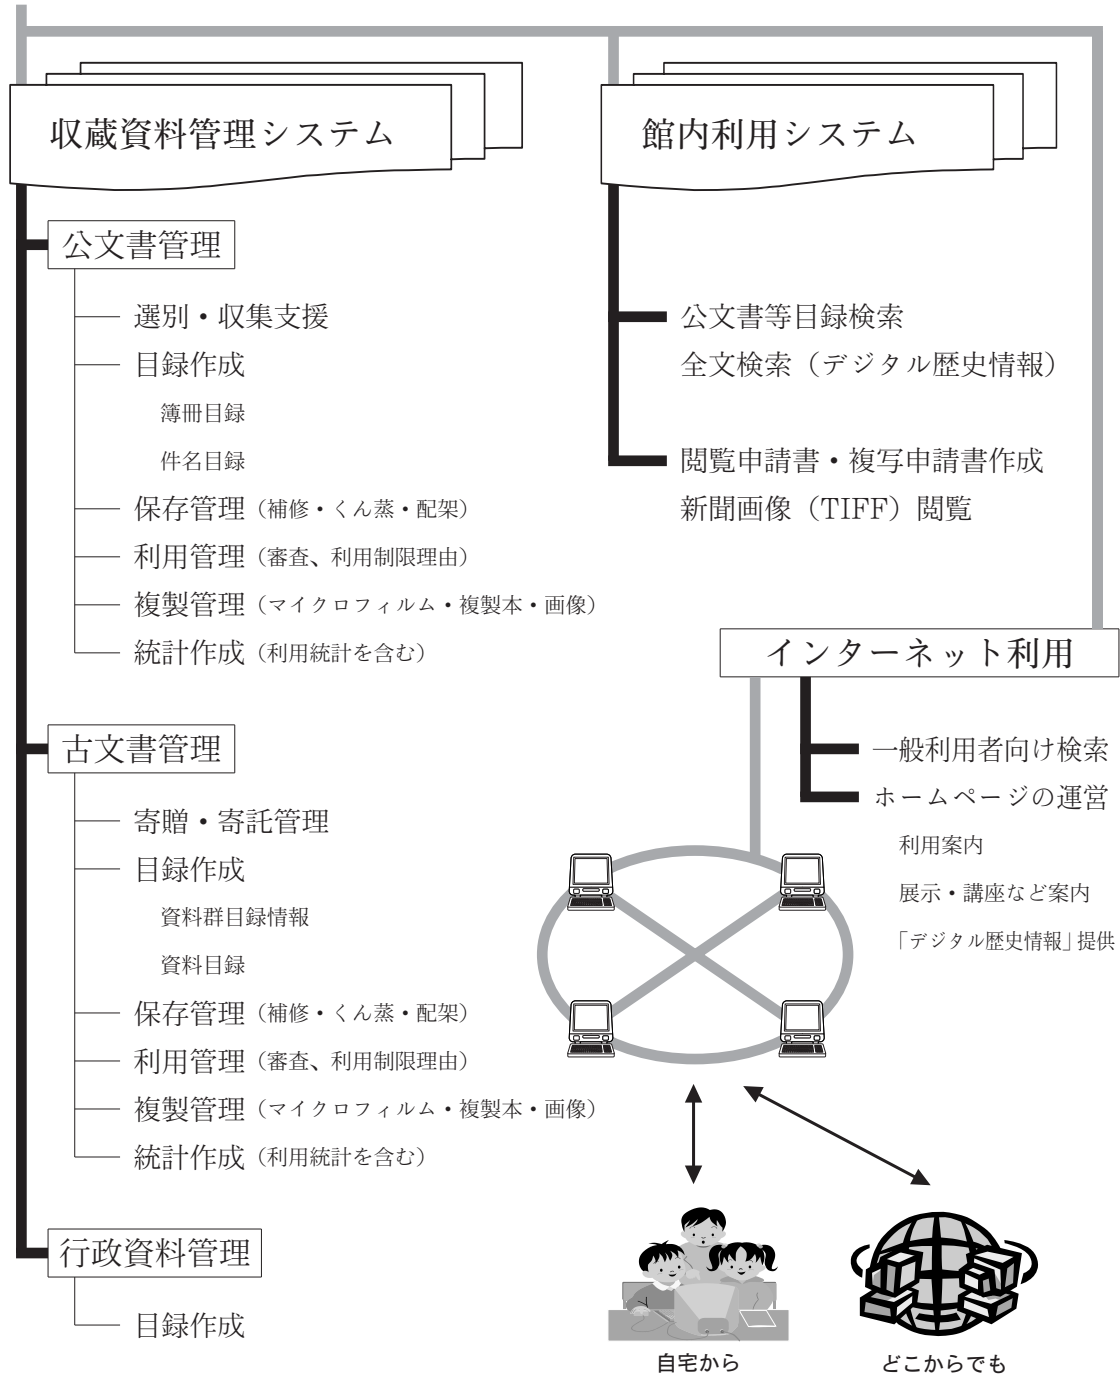 収蔵資料管理システム
公文書管理
選別・収集支援
目録作成
簿冊目録
件名目録
保存管理（補修・くん蒸・配架）
利用管理（審査、利用制限理由）
複製管理（マイクロフィルム・複製本・画像）
統計作成（利用統計を含む）
古文書管理
寄贈・寄託管理
目録作成
資料群目録情報
資料目録
保存管理（補修・くん蒸・配架）
利用管理（審査、利用制限理由）
複製管理（マイクロフィルム・複製本・画像）
統計作成（利用統計を含む）
行政資料管理
目録作成
館内利用システム
公文書等目録検索
全文検索（デジタル歴史情報）
閲覧申請書・複写申請書作成
新聞画像（TIFF）閲覧
インターネット利用
一般利用者向け検索
ホームページの運営
利用案内
展示・講座など案内
「デジタル歴史情報」提供
自宅から
どこからでも